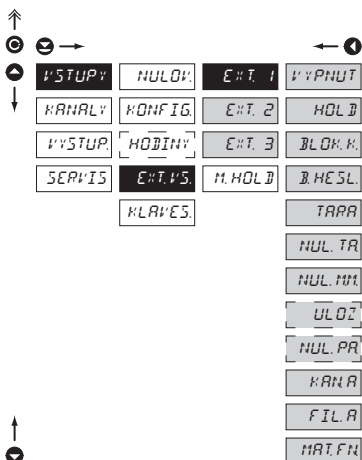 VSTUPY NULOV. EXT. 1 VYPNUT
KANALY KONFIG. EXT. 2 HOLD
VYSTUP. HODINY EXT. 3 BLOK. K.
SERVIS EXT. VS. M. HOLD B. HESL.
KLAVES. TARA
NUL. TA
NUL. MM.
ULOZ
NUL. PA
KAN. A
FIL. A
MAT. FN